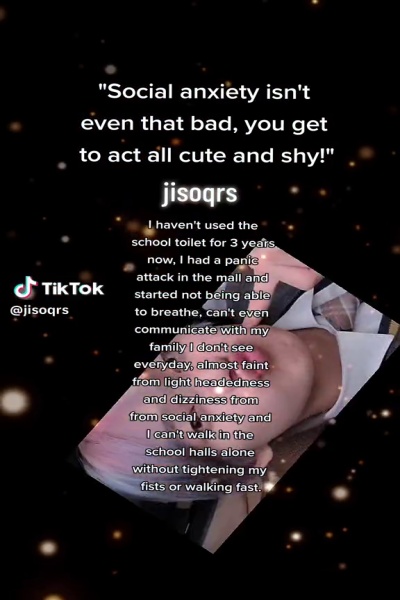 "Social anxiety isn't
even that bad, you get
to act all cute and shy!"
jisoqrs
I haven't used the
school toilet for 3 years
now, I had a panic
attack in the mall and
started not being able
to breathe, can't even
communicate with my
family I don't see
everyday, almost faint
from light headedness
and dizziness from
from social anxiety and
I can't walk in the
school halls alone
without tightening my
fists or walking fast.
TikTok
@jisoqrs